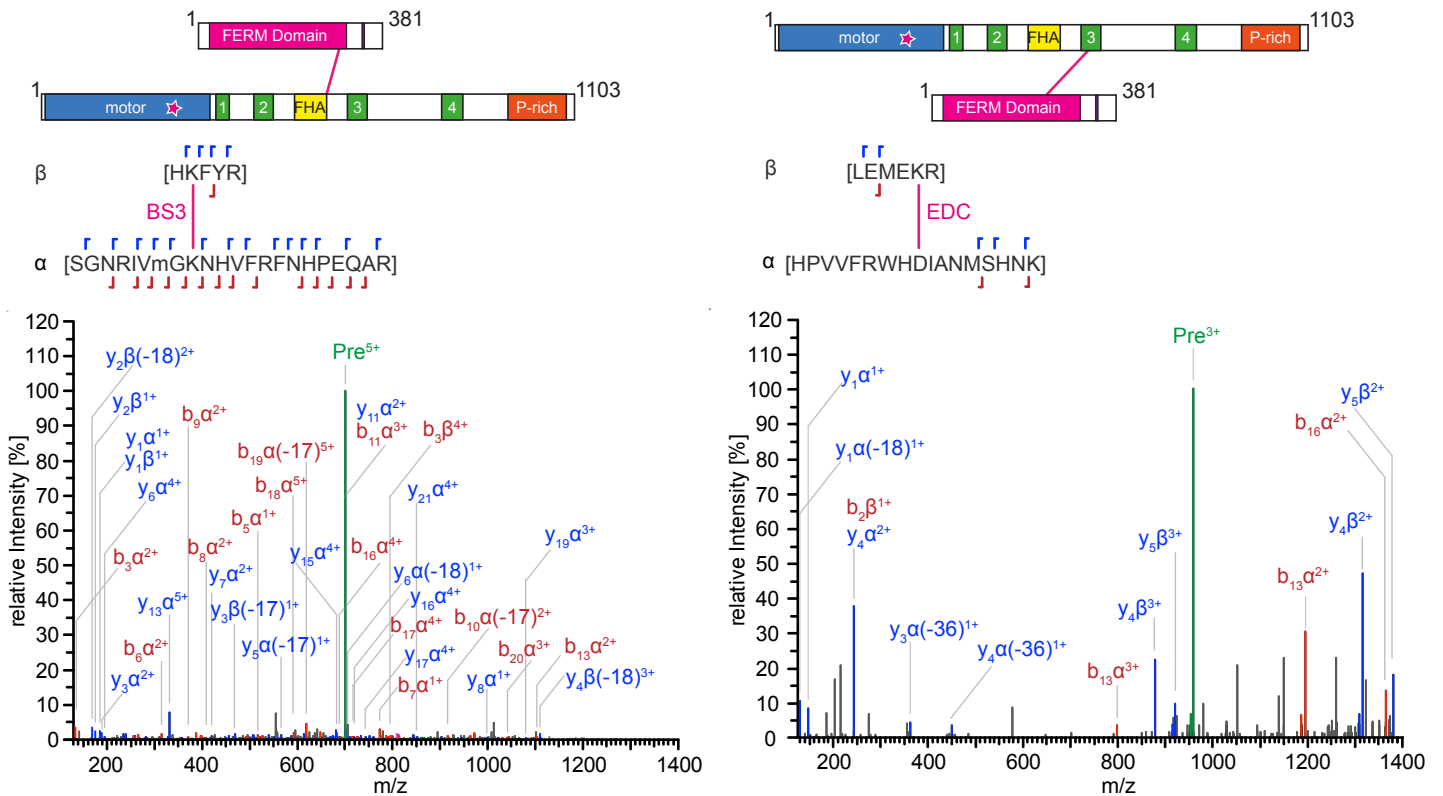 1
381
FERM Domain
1
1103
motor
1
2
FHA
3
4
P-rich
β
[HKFYR]
BS3
α
[SGNRIVmGKNHVFRFNHPEQAR]
relative Intensity [%]
120
110
100
90
80
70
60
50
40
30
20
10
0
y₂β(-18)²⁺
y₂β¹⁺
y₁α¹⁺
y₁β¹⁺
y₆α⁴⁺
b₃α²⁺
y₁₃α⁵⁺
b₆α²⁺
y₃α²⁺
b₉α²⁺
b₈α²⁺
y₇α²⁺
y₃β(-17)¹⁺
y₅α(-17)¹⁺
b₅α¹⁺
b₁₉α(-17)⁵⁺
b₁₈α⁵⁺
y₁₅α⁴⁺
Pre⁵⁺
y₁₁α²⁺
b₁₁α³⁺
b₃β⁴⁺
y₂₁α⁴⁺
b₁₆α⁴⁺
y₆α(-18)¹⁺
y₁₆α⁴⁺
b₁₇α⁴⁺
y₁₇α⁴⁺
b₇α¹⁺
b₁₀α(-17)²⁺
y₈α¹⁺
b₂₀α³⁺
y₁₉α³⁺
b₁₃α²⁺
y₄β(-18)³⁺
200
400
600
800
1000
1200
1400
m/z
1
1103
motor
1
2
FHA
3
4
P-rich
FERM Domain
1
381
β
[LEMEKR]
EDC
α
[HPVVFRWHDIANMSHNK]
relative Intensity [%]
120
110
100
90
80
70
60
50
40
30
20
10
0
y₁α¹⁺
y₁α(-18)¹⁺
b₂β¹⁺
y₄α²⁺
y₃α(-36)¹⁺
y₄α(-36)¹⁺
Pre³⁺
y₅β³⁺
y₄β³⁺
b₁₃α³⁺
b₁₃α²⁺
y₅β²⁺
b₁₆α²⁺
y₄β²⁺
200
400
600
800
1000
1200
1400
m/z